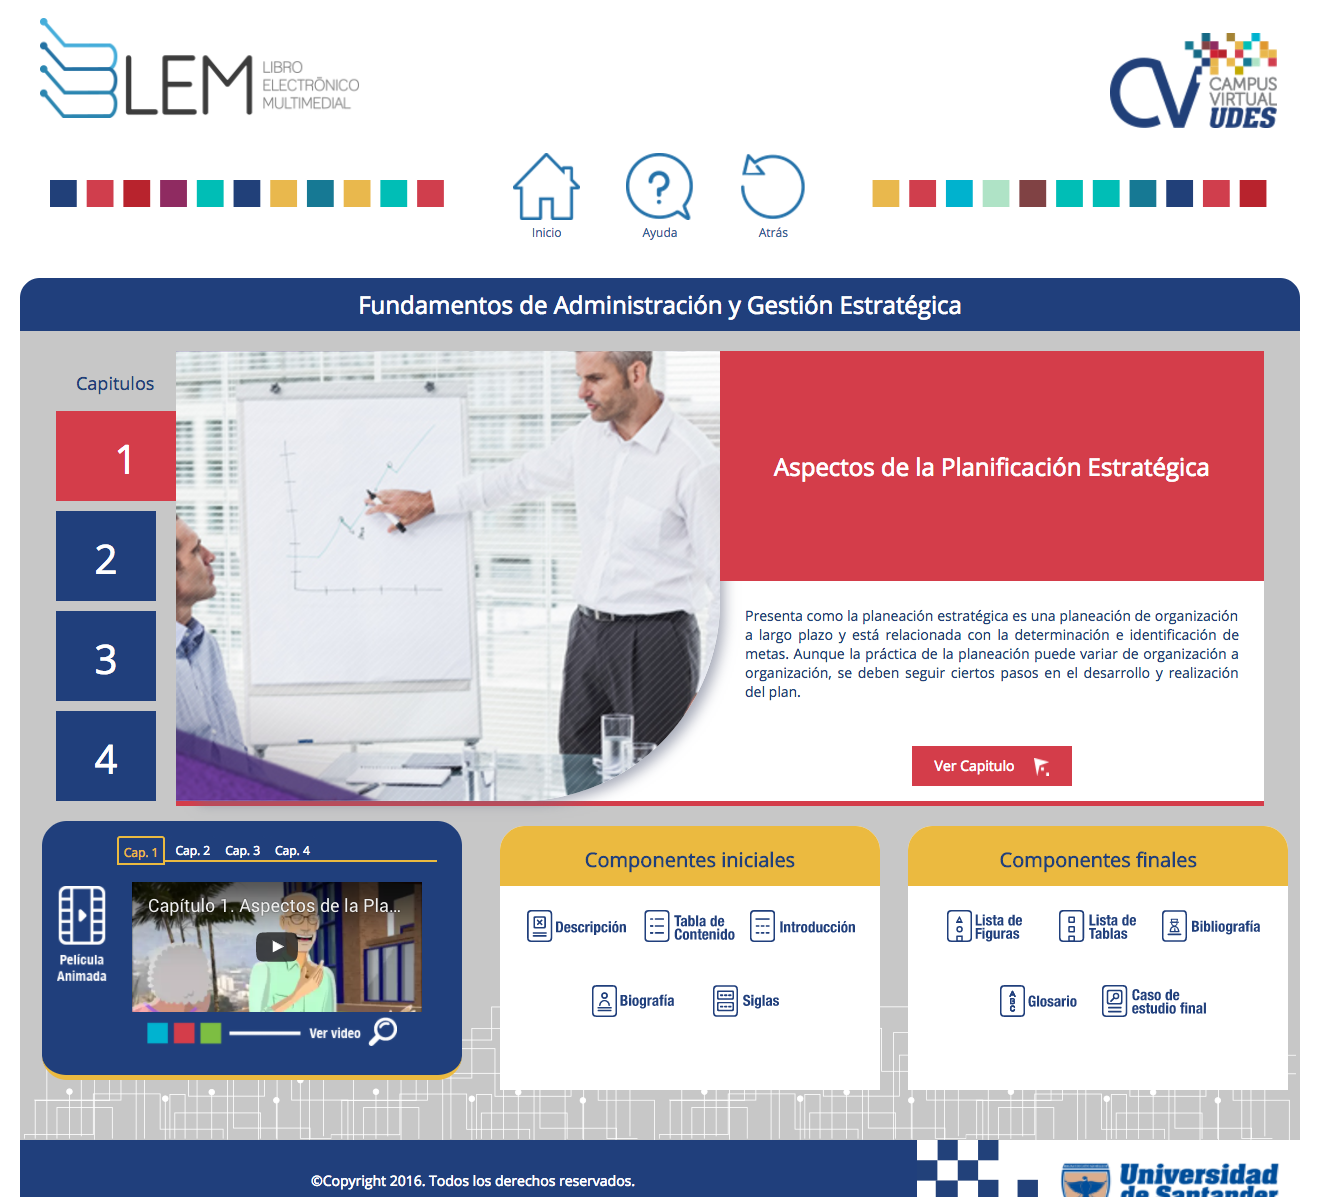 LEM
LIBRO
ELECTRÓNICO
MULTIMEDIAL
CV
CAMPUS
VIRTUAL
UDES
Inicio
Ayuda
Atrás
Fundamentos de Administración y Gestión Estratégica
Capitulos
1
2
3
4
Aspectos de la Planificación Estratégica
Presenta como la planeación estratégica es una planeación de organización
a largo plazo y está relacionada con la determinación e identificación de
metas. Aunque la práctica de la planeación puede variar de organización a
organización, se deben seguir ciertos pasos en el desarrollo y realización
del plan.
Ver Capitulo
Cap. 1 Cap. 2 Cap. 3 Cap. 4
Película
Animada
Capítulo 1. Aspectos de la Pla...
Ver video
Componentes iniciales
Descripción
Tabla de
Contenido
Introducción
Biografía
Siglas
Componentes finales
Lista de
Figuras
Lista de
Tablas
Bibliografía
Glosario
Caso de
estudio final
©Copyright 2016. Todos los derechos reservados.
Universidad
de Santander